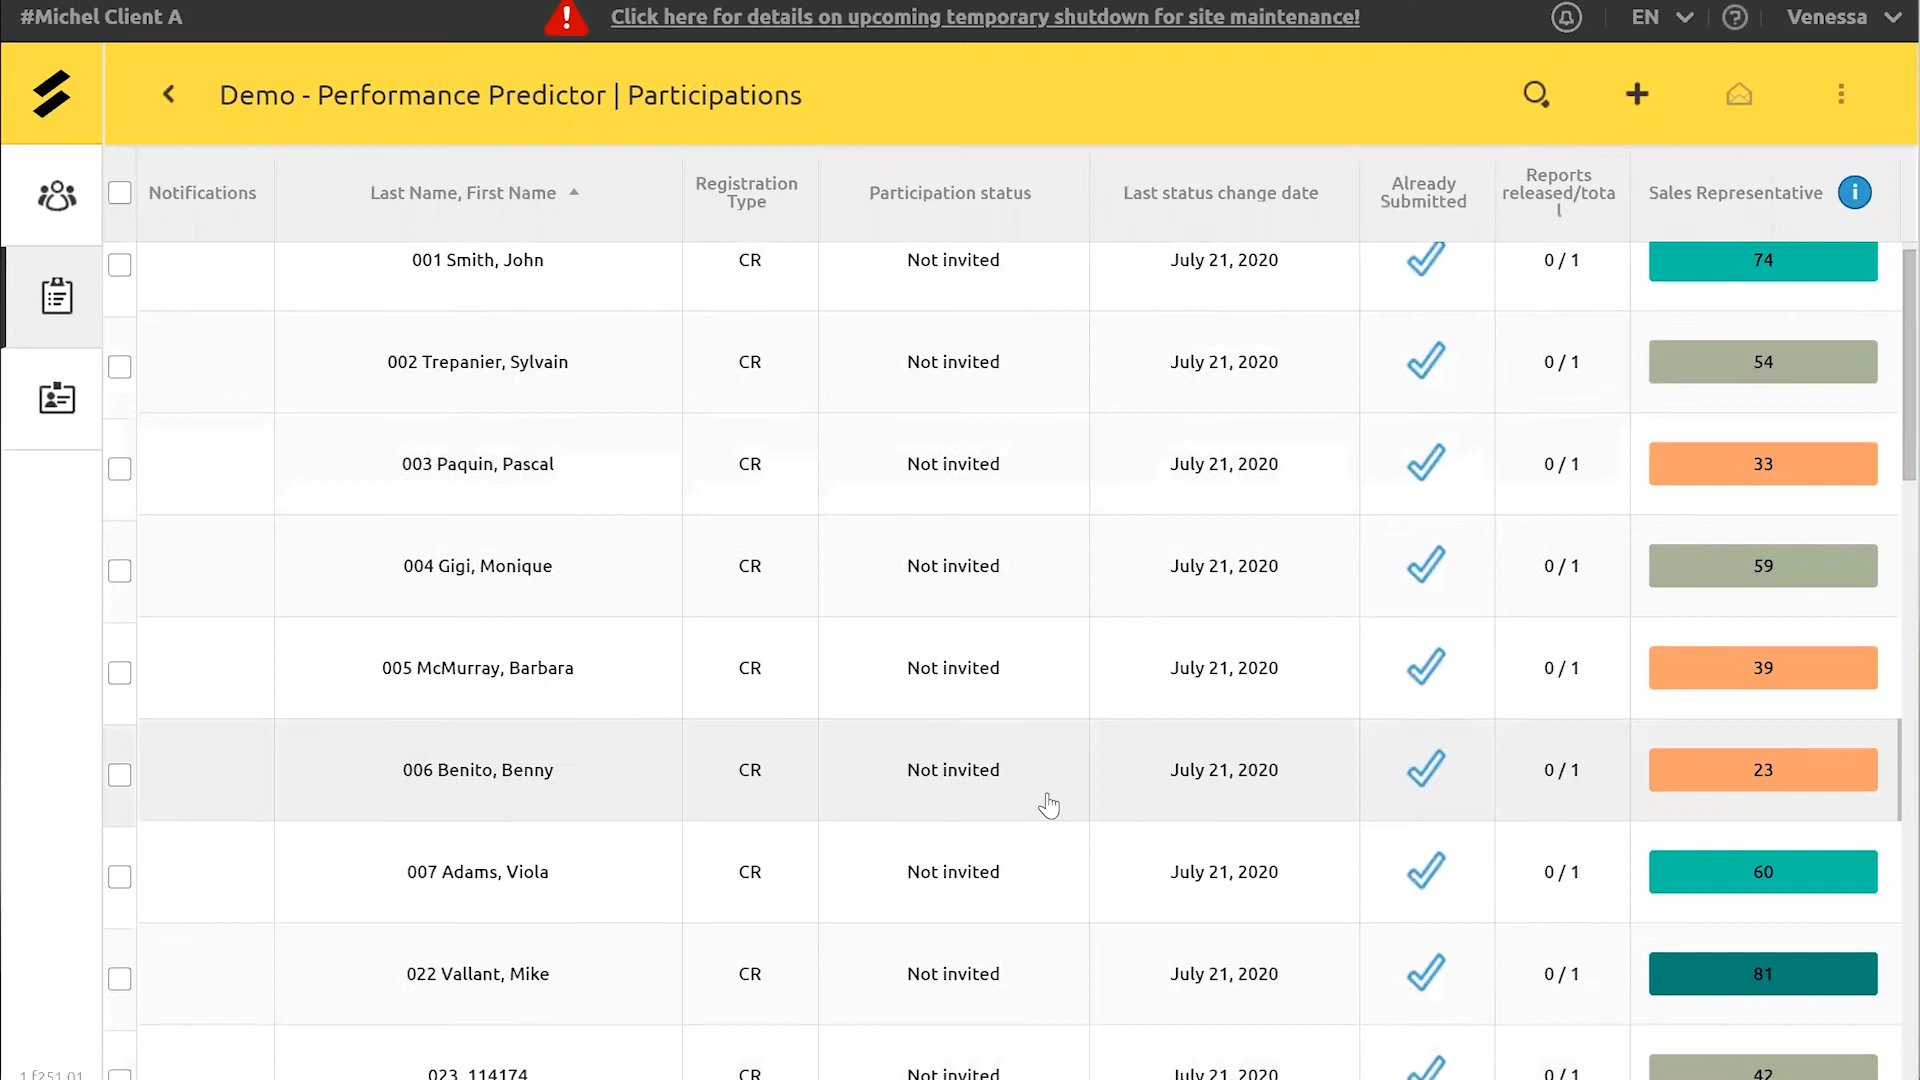 #Michel Client A
Click here for details on upcoming temporary shutdown for site maintenance!
EN
Venessa
Demo - Performance Predictor | Participations
Notifications
Last Name, First Name
Registration
Type
Participation status
Last status change date
Already
Submitted
Reports
released/tota
l
Sales Representative
001 Smith, John CR Not invited July 21, 2020 0 / 1 74
002 Trepanier, Sylvain CR Not invited July 21, 2020 0 / 1 54
003 Paquin, Pascal CR Not invited July 21, 2020 0 / 1 33
004 Gigi, Monique CR Not invited July 21, 2020 0 / 1 59
005 McMurray, Barbara CR Not invited July 21, 2020 0 / 1 39
006 Benito, Benny CR Not invited July 21, 2020 0 / 1 23
007 Adams, Viola CR Not invited July 21, 2020 0 / 1 60
022 Vallant, Mike CR Not invited July 21, 2020 0 / 1 81
023, 114174 CR Not invited July 21, 2020 0 / 1 42